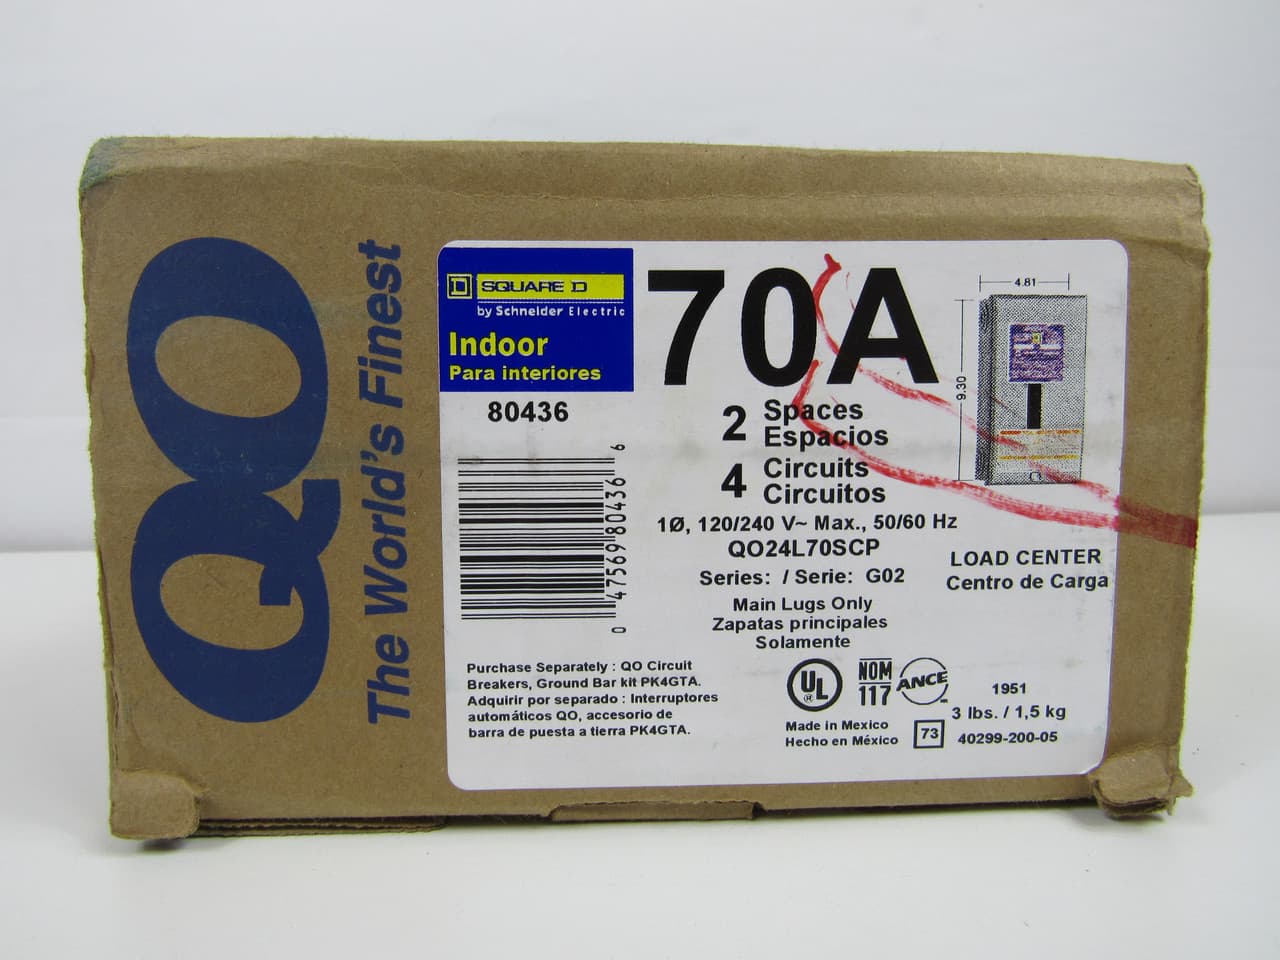 QO
The World's Finest
SQUARE D
by Schneider Electric
Indoor
Para interiores
80436
0 47569 80436 6
70A
2 Spaces
Espacios
4 Circuits
Circuitos
1Ø, 120/240 V~ Max., 50/60 Hz
QO24L70SCP
Series: / Serie: G02
Main Lugs Only
Zapatas principales
Solamente
4.81
9.30
LOAD CENTER
Centro de Carga
Purchase Separately : QO Circuit
Breakers, Ground Bar kit PK4GTA.
Adquirir por separado : Interruptores
automáticos QO, accesorio de
barra de puesta a tierra PK4GTA.
UL
NOM
117
ANCE
Made in Mexico
Hecho en México
73
1951
3 lbs. / 1,5 kg
40299-200-05